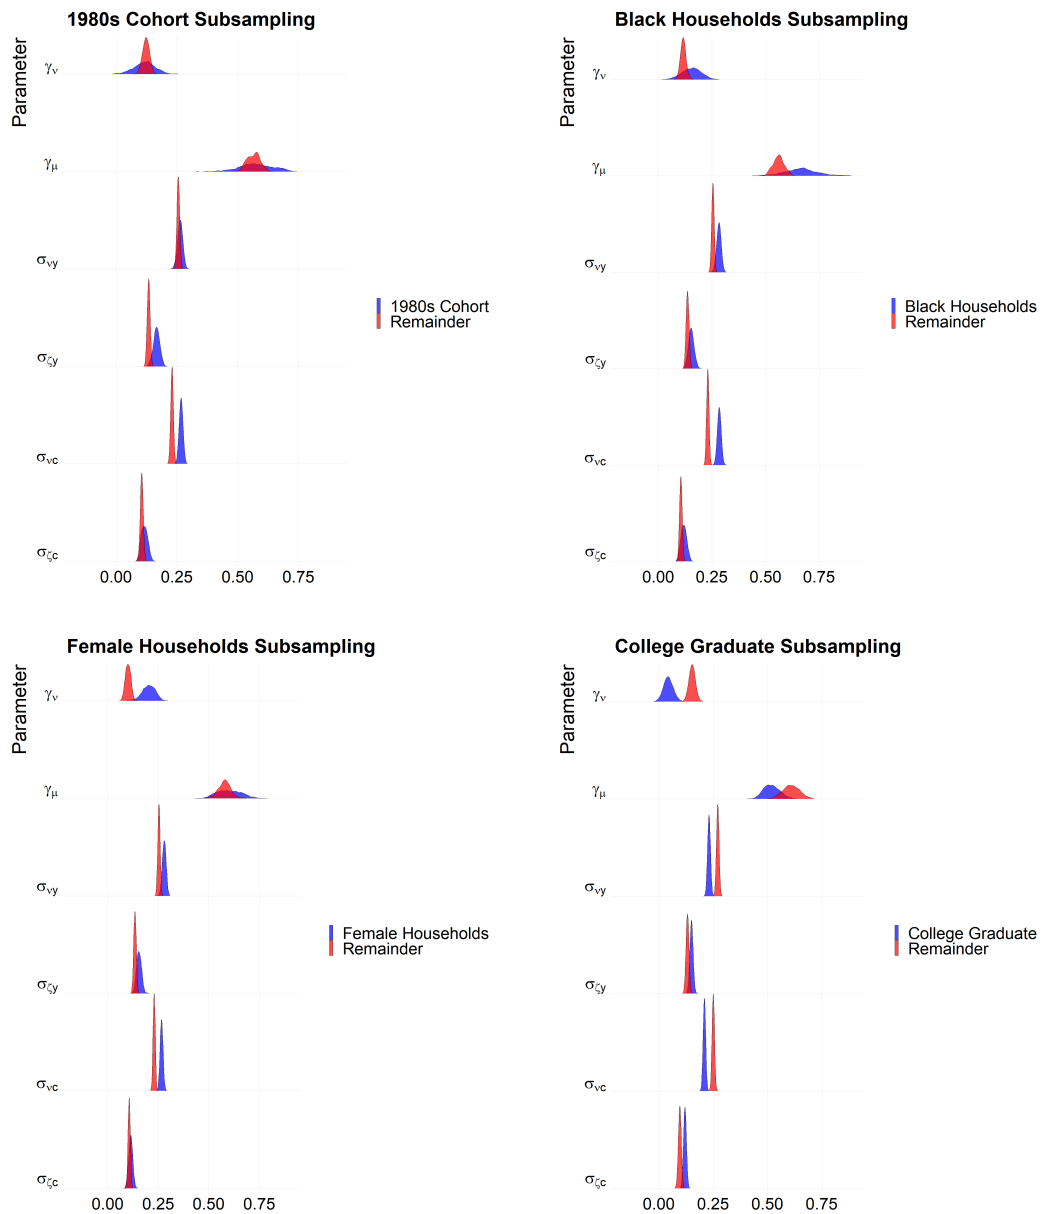 1980s Cohort Subsampling
Parameter
γν
γμ
σνy
σζy
σνc
σζc
0.00 0.25 0.50 0.75
1980s Cohort
Remainder
Black Households Subsampling
Parameter
γν
γμ
σνy
σζy
σνc
σζc
0.00 0.25 0.50 0.75
Black Households
Remainder
Female Households Subsampling
Parameter
γν
γμ
σνy
σζy
σνc
σζc
0.00 0.25 0.50 0.75
Female Households
Remainder
College Graduate Subsampling
Parameter
γν
γμ
σνy
σζy
σνc
σζc
0.00 0.25 0.50 0.75
College Graduate
Remainder